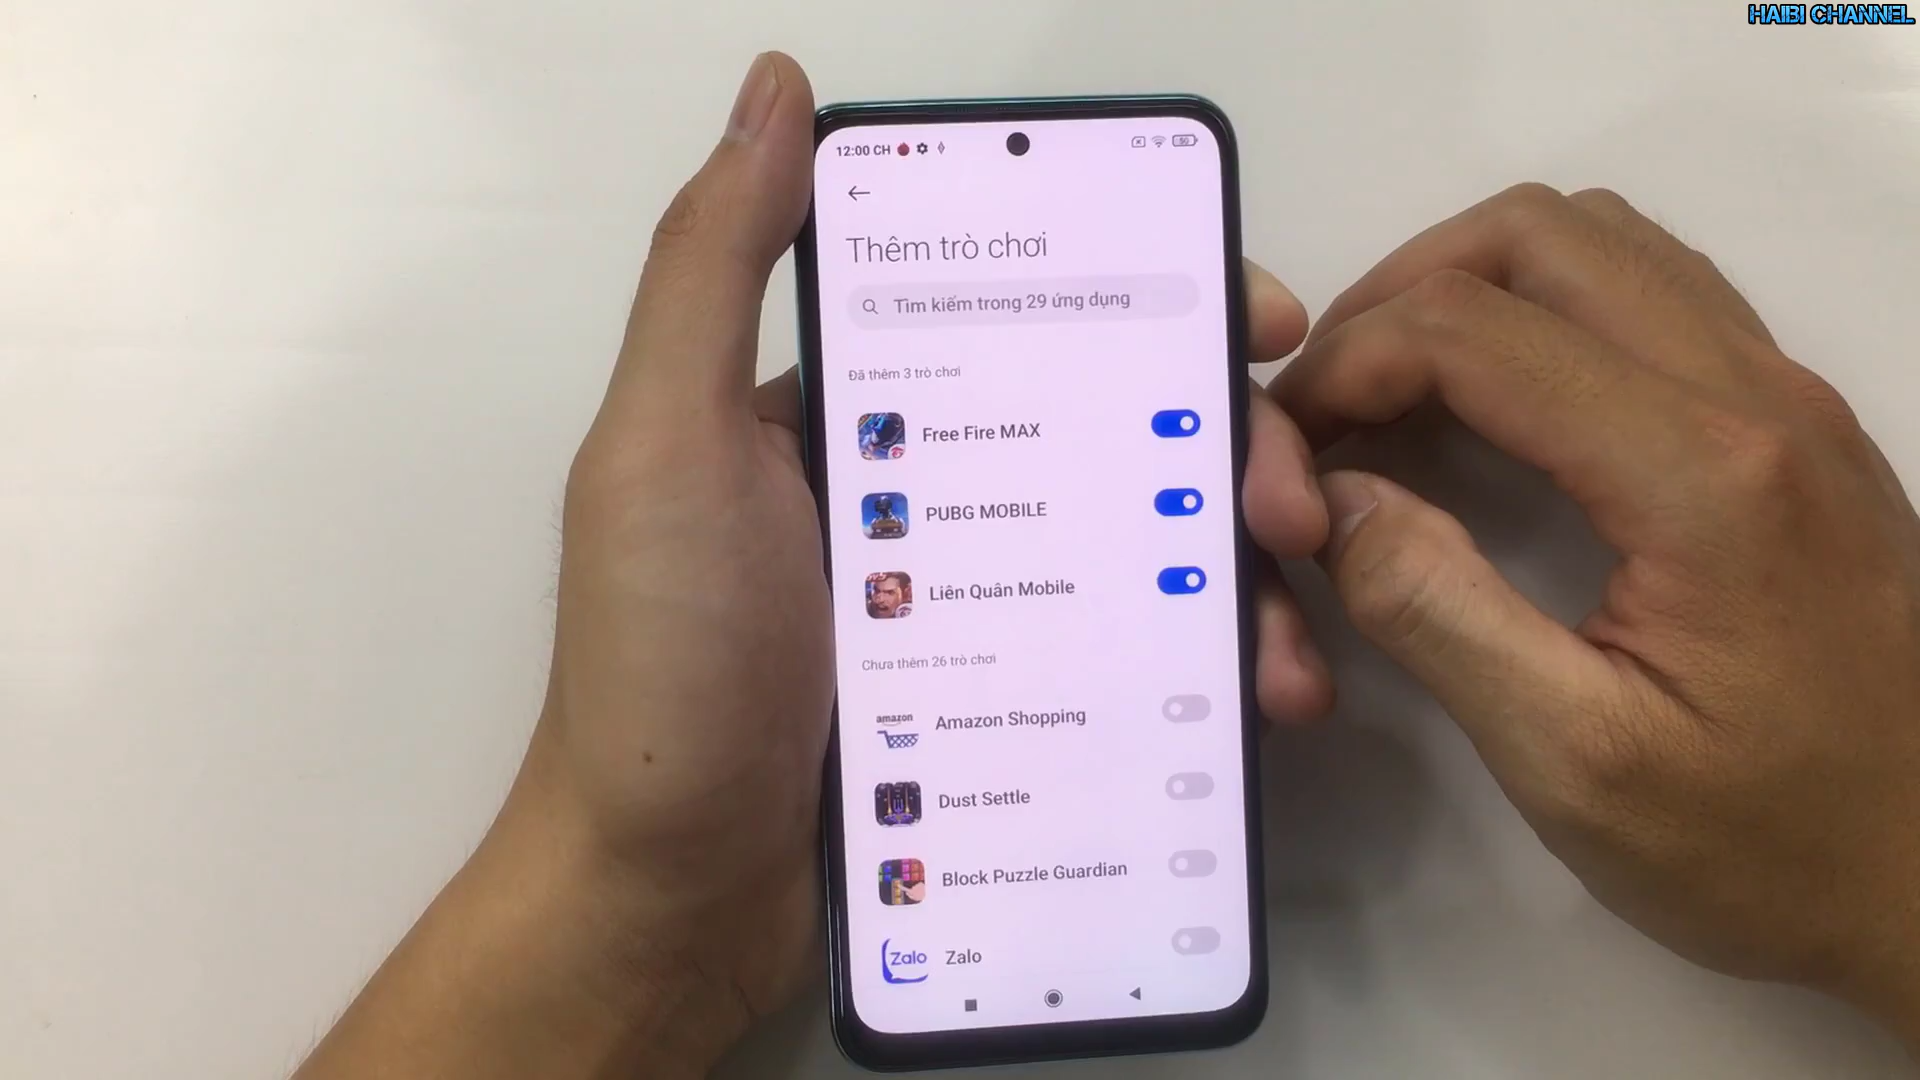 HAIBI CHANNEL
12:00 CH
50
Thêm trò chơi
Tìm kiếm trong 29 ứng dụng
Đã thêm 3 trò chơi
Free Fire MAX
PUBG MOBILE
Liên Quân Mobile
Chưa thêm 26 trò chơi
amazon
Amazon Shopping
Dust Settle
Block Puzzle Guardian
Zalo
Zalo